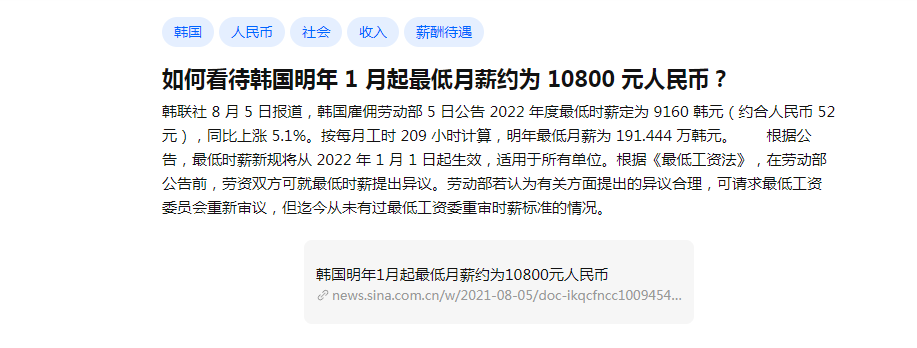 韩国 人民币 社会 收入 薪酬待遇
如何看待韩国明年 1 月起最低月薪约为 10800 元人民币？
韩联社 8 月 5 日报道，韩国雇佣劳动部 5 日公告 2022 年度最低时薪定为 9160 韩元（约合人民币 52
元），同比上涨 5.1%。按每月工时 209 小时计算，明年最低月薪为 191.444 万韩元。 根据公
告，最低时薪新规将从 2022 年 1 月 1 日起生效，适用于所有单位。根据《最低工资法》，在劳动部
公告前，劳资双方可就最低时薪提出异议。劳动部若认为有关方面提出的异议合理，可请求最低工资
委员会重新审议，但迄今从未有过最低工资委重审时薪标准的情况。
韩国明年1月起最低月薪约为10800元人民币
news.sina.com.cn/w/2021-08-05/doc-ikqcfncc1009454...